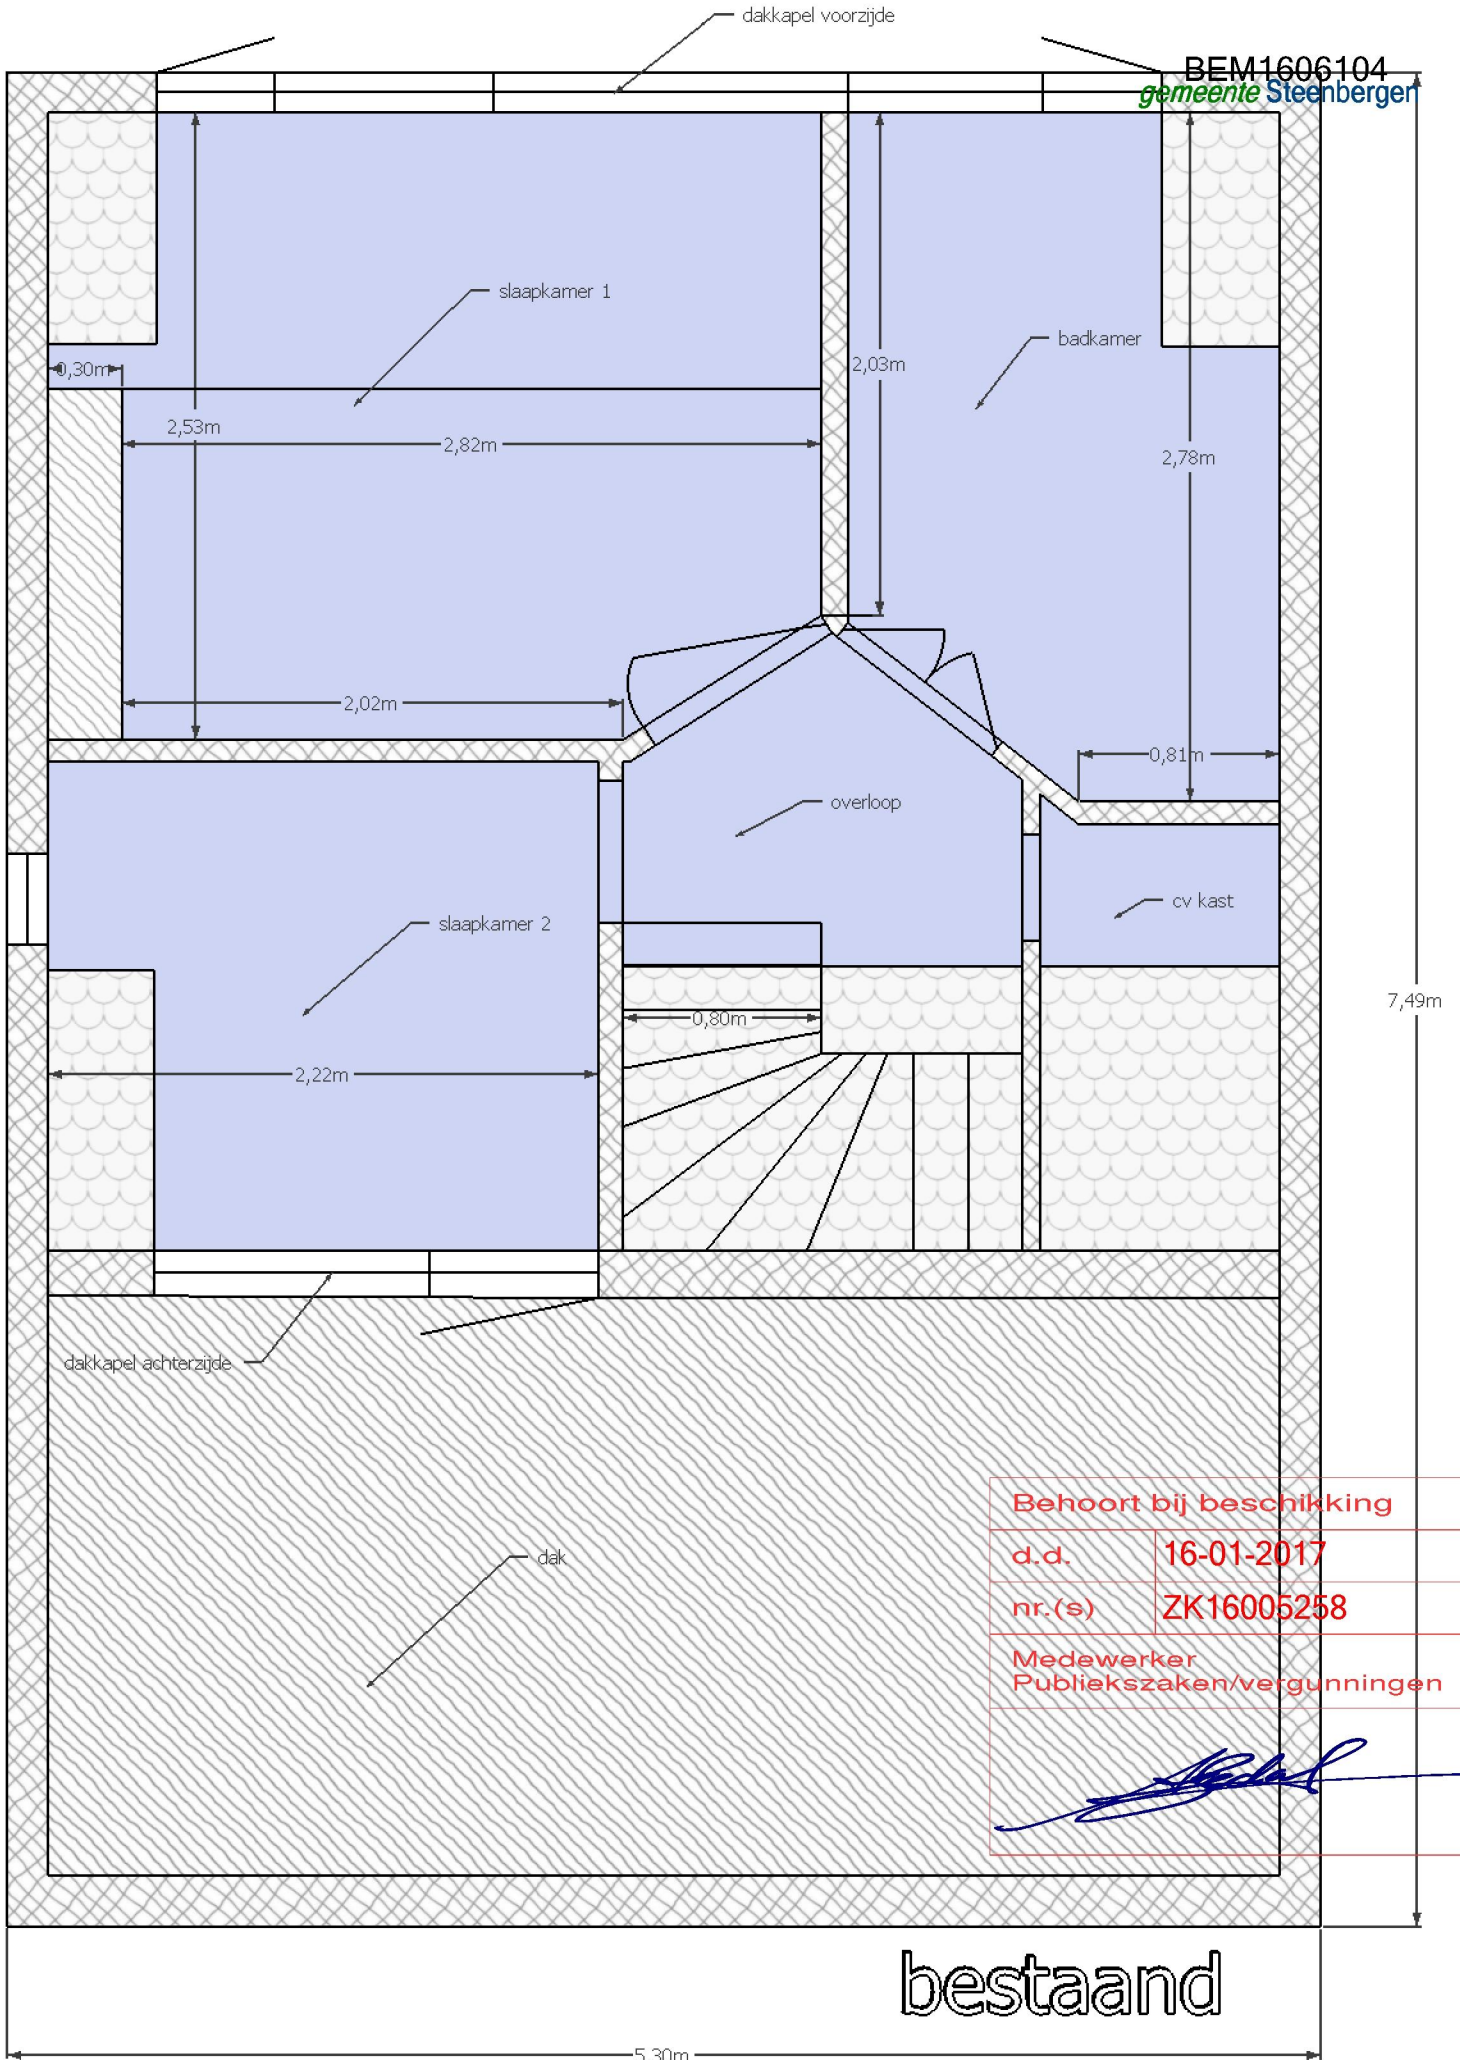 dakkapel voorzijde
BEM1606104
gemeente Steenbergen
slaapkamer 1
badkamer
2,03m
0,30m
2,53m
2,82m
2,78m
2,02m
0,81m
overloop
cv kast
slaapkamer 2
7,49m
0,80m
2,22m
dakkapel achterzijde
Behoort bij beschikking
d.d. 16-01-2017
dak
nr.(s) ZK16005258
Medewerker
Publiekszaken/vergunningen
bestaand
5,30m